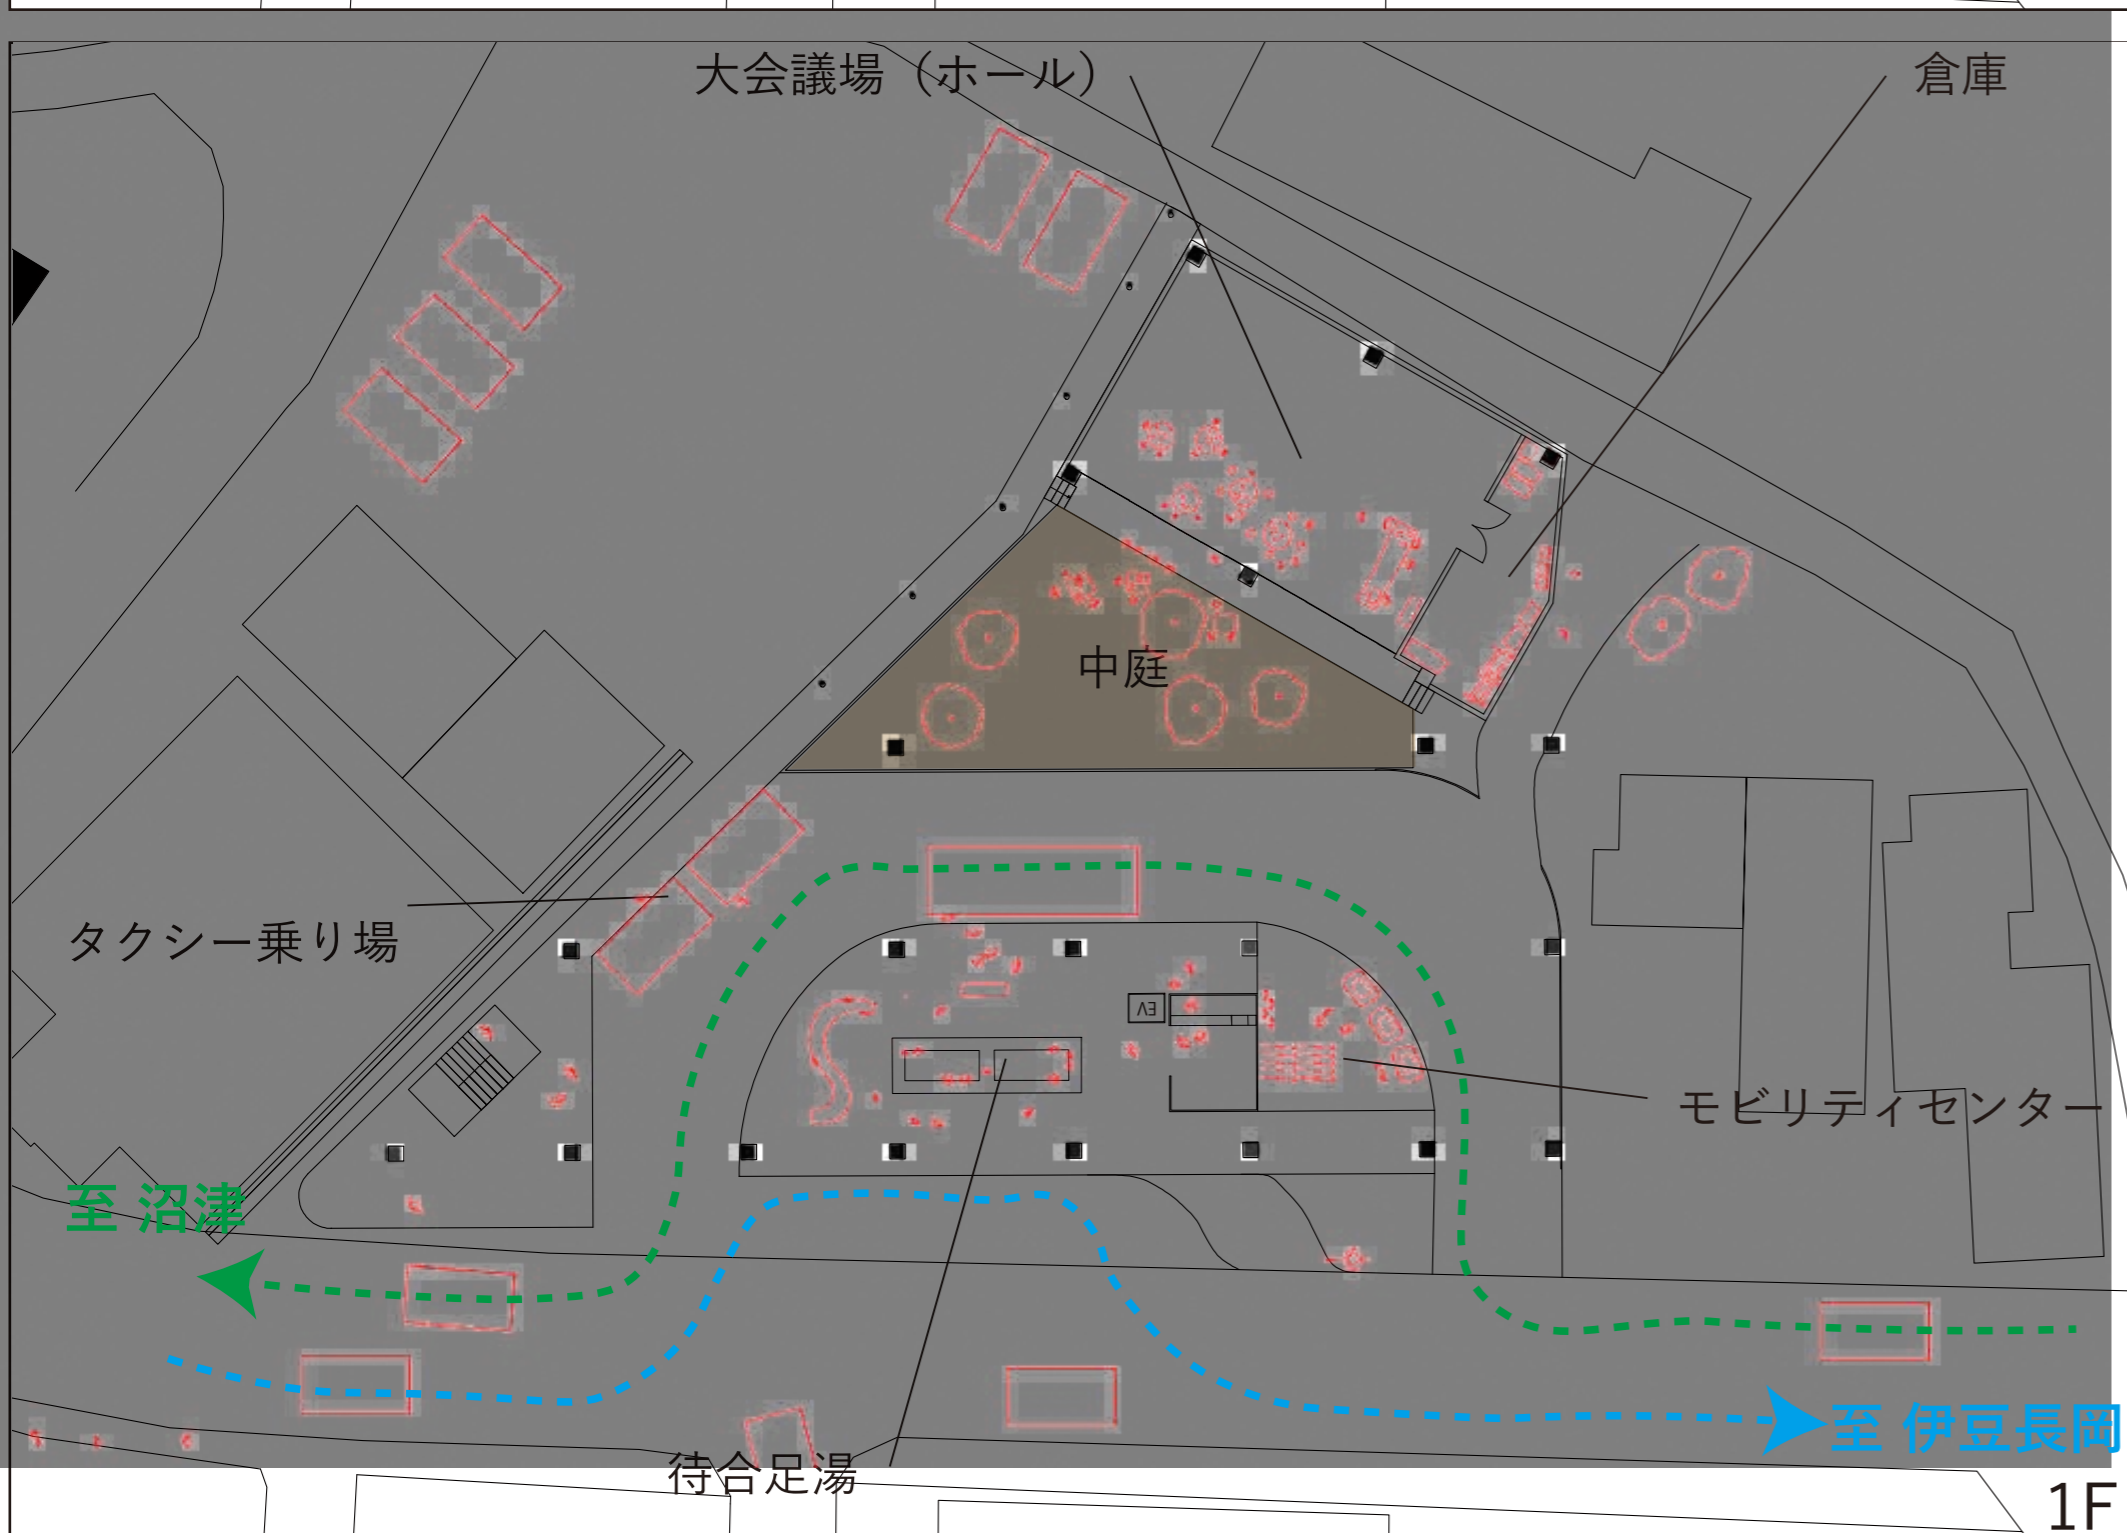 大会議場（ホール）
倉庫
中庭
タクシー乗り場
EV
モビリティセンター
至 沼津
至 伊豆長岡
待合足湯
1F